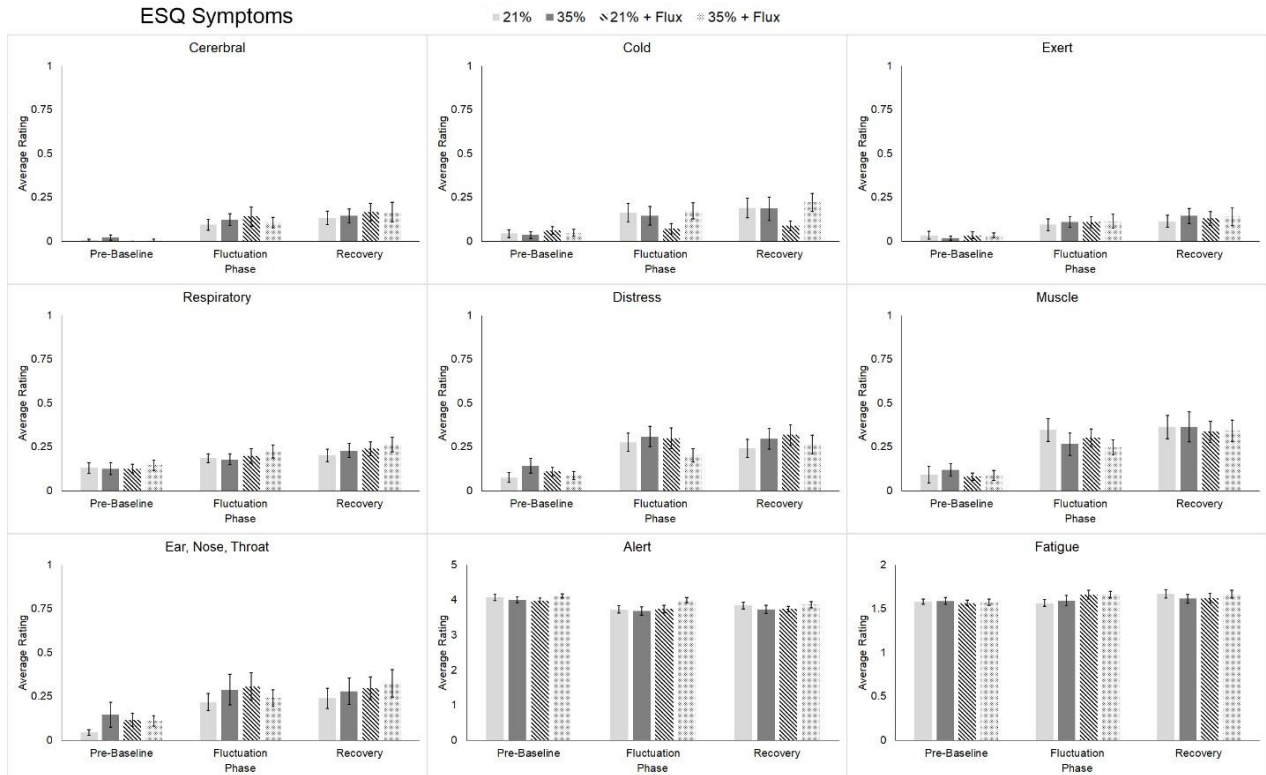 ESQ Symptoms
21% 35% 21% + Flux 35% + Flux
Cererbral
1
0.75
0.5
0.25
0
Average Rating
Pre-Baseline Fluctuation Recovery
Phase
Cold
1
0.75
0.5
0.25
0
Average Rating
Pre-Baseline Fluctuation Recovery
Phase
Exert
1
0.75
0.5
0.25
0
Average Rating
Pre-Baseline Fluctuation Recovery
Phase
Respiratory
1
0.75
0.5
0.25
0
Average Rating
Pre-Baseline Fluctuation Recovery
Phase
Distress
1
0.75
0.5
0.25
0
Average Rating
Pre-Baseline Fluctuation Recovery
Phase
Muscle
1
0.75
0.5
0.25
0
Average Rating
Pre-Baseline Fluctuation Recovery
Phase
Ear, Nose, Throat
1
0.75
0.5
0.25
0
Average Rating
Pre-Baseline Fluctuation Recovery
Phase
Alert
5
4
3
2
1
0
Average Rating
Pre-Baseline Fluctuation Recovery
Phase
Fatigue
2
1.5
1
0.5
0
Average Rating
Pre-Baseline Fluctuation Recovery
Phase